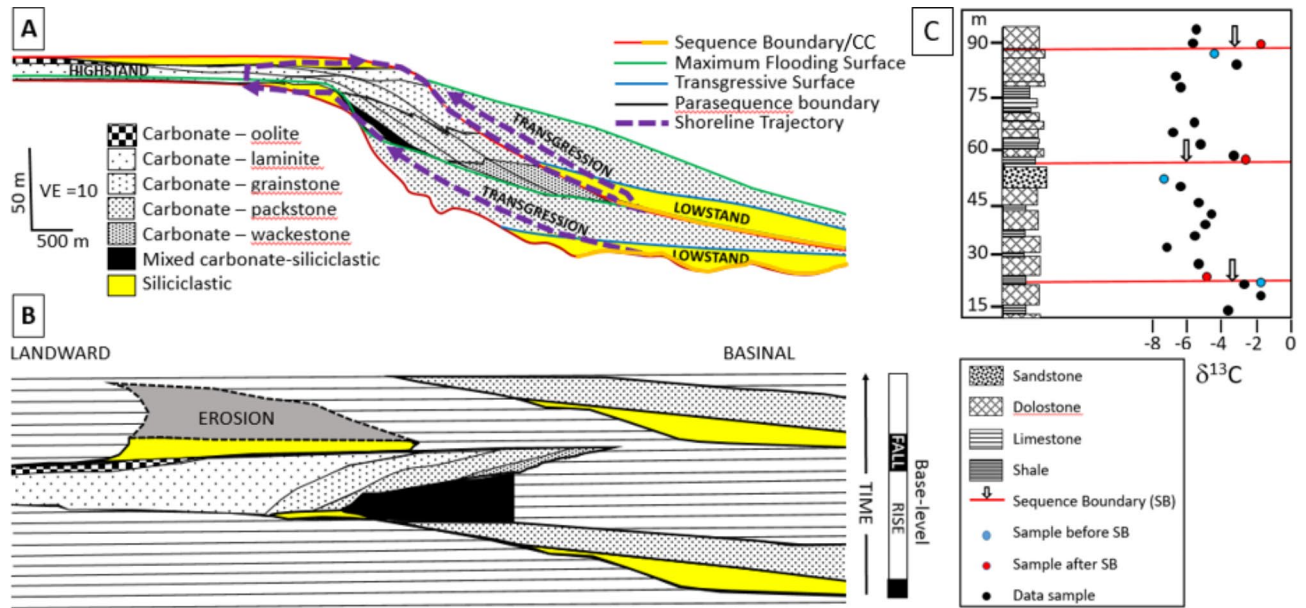 A
HIGHSTAND
TRANSGRESSION
TRANSGRESSION
LOWSTAND
LOWSTAND
Sequence Boundary/CC
Maximum Flooding Surface
Transgressive Surface
Parasequence boundary
Shoreline Trajectory
50 m
VE =10
500 m
Carbonate – oolite
Carbonate – laminite
Carbonate – grainstone
Carbonate – packstone
Carbonate – wackestone
Mixed carbonate-siliciclastic
Siliciclastic
B
LANDWARD
BASINAL
EROSION
TIME
FALL
RISE
Base-level
C
m
90
75
60
45
30
15
-8 -6 -4 -2 0
δ13C
Sandstone
Dolostone
Limestone
Shale
Sequence Boundary (SB)
Sample before SB
Sample after SB
Data sample